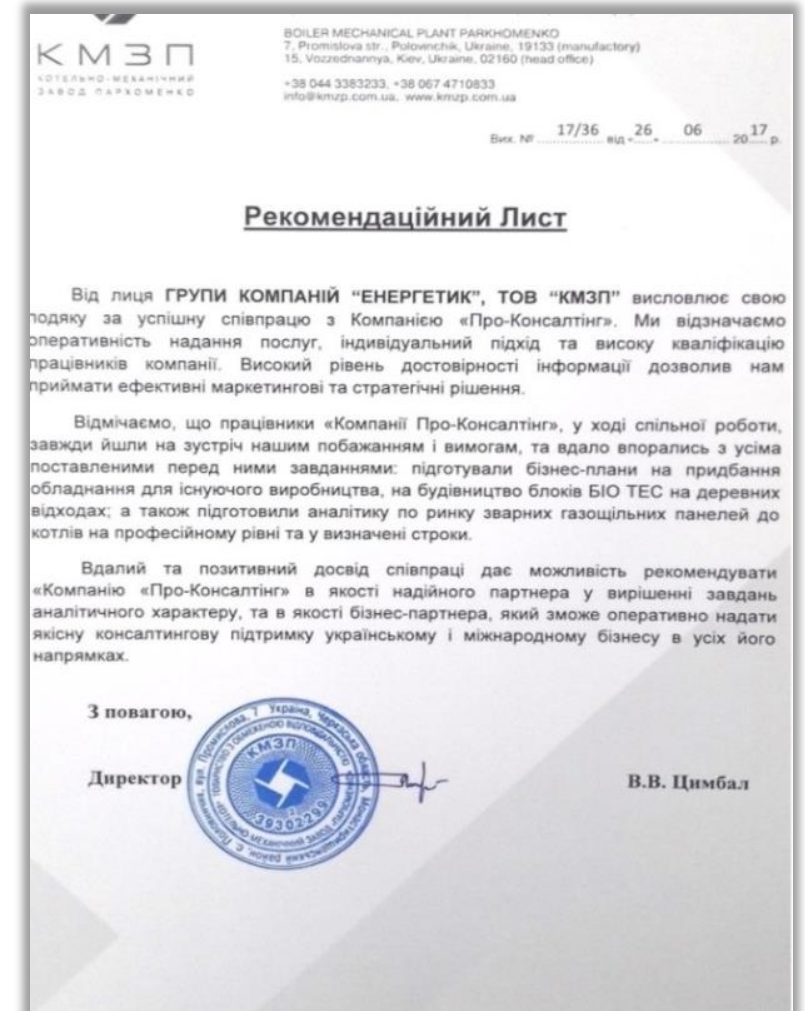 КМЗП
КОТЕЛЬНО-МЕХАНІЧНИЙ
ЗАВОД ПАРХОМЕНКО
BOILER MECHANICAL PLANT PARKHOMENKO
7, Promislova str., Polovinchik, Ukraine, 19133 (manufactory)
15, Vozzednannya, Kiev, Ukraine, 02160 (head office)
+38 044 3383233, +38 067 4710833
info@kmzp.com.ua, www.kmzp.com.ua
Вих. № 17/36 від «26» 06 2017 р.
Рекомендаційний Лист
Від лиця ГРУПИ КОМПАНІЙ “ЕНЕРГЕТИК”, ТОВ “КМЗП” висловлює свою
подяку за успішну співпрацю з Компанією «Про-Консалтінг». Ми відзначаємо
оперативність надання послуг, індивідуальний підхід та високу кваліфікацію
працівників компанії. Високий рівень достовірності інформації дозволив нам
приймати ефективні маркетингові та стратегічні рішення.
Відмічаємо, що працівники «Компанії Про-Консалтінг», у ході спільної роботи,
завжди йшли на зустріч нашим побажанням і вимогам, та вдало впорались з усіма
поставленими перед ними завданнями: підготували бізнес-плани на придбання
обладнання для існуючого виробництва, на будівництво блоків БІО ТЕС на деревних
відходах; а також підготовили аналітику по ринку зварних газощільних панелей до
котлів на професійному рівні та у визначені строки.
Вдалий та позитивний досвід співпраці дає можливість рекомендувати
«Компанію «Про-Консалтінг» в якості надійного партнера у вирішенні завдань
аналітичного характеру, та в якості бізнес-партнера, який зможе оперативно надати
якісну консалтингову підтримку українському і міжнародному бізнесу в усіх його
напрямках.
З повагою,
Директор
В.В. Цимбал
КМЗП
39302299